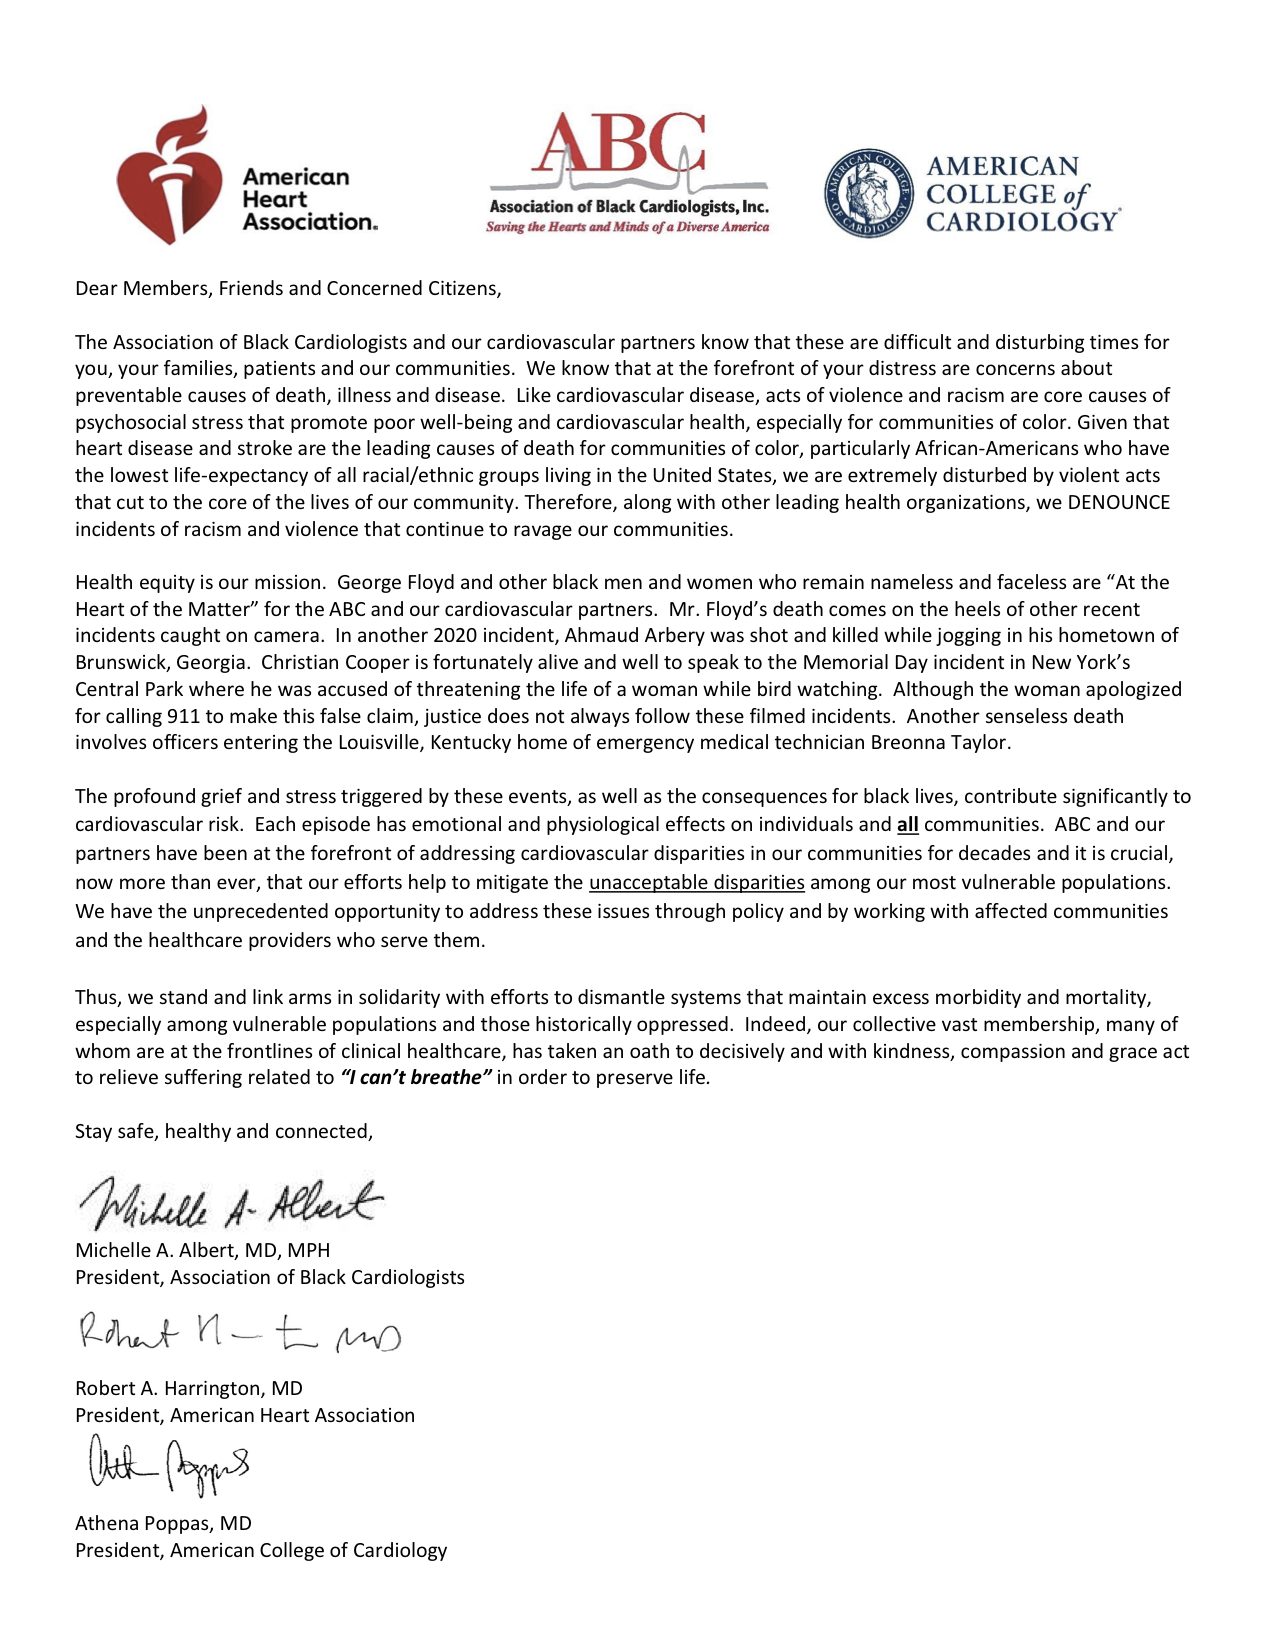 American
Heart
Association.
ABC
Association of Black Cardiologists, Inc.
Saving the Hearts and Minds of a Diverse America
AMERICAN COLLEGE OF CARDIOLOGY
AMERICAN
COLLEGE of
CARDIOLOGY
Dear Members, Friends and Concerned Citizens,
The Association of Black Cardiologists and our cardiovascular partners know that these are difficult and disturbing times for
you, your families, patients and our communities.  We know that at the forefront of your distress are concerns about
preventable causes of death, illness and disease.  Like cardiovascular disease, acts of violence and racism are core causes of
psychosocial stress that promote poor well-being and cardiovascular health, especially for communities of color. Given that
heart disease and stroke are the leading causes of death for communities of color, particularly African-Americans who have
the lowest life-expectancy of all racial/ethnic groups living in the United States, we are extremely disturbed by violent acts
that cut to the core of the lives of our community. Therefore, along with other leading health organizations, we DENOUNCE
incidents of racism and violence that continue to ravage our communities.
Health equity is our mission.  George Floyd and other black men and women who remain nameless and faceless are “At the
Heart of the Matter” for the ABC and our cardiovascular partners.  Mr. Floyd’s death comes on the heels of other recent
incidents caught on camera.  In another 2020 incident, Ahmaud Arbery was shot and killed while jogging in his hometown of
Brunswick, Georgia.  Christian Cooper is fortunately alive and well to speak to the Memorial Day incident in New York’s
Central Park where he was accused of threatening the life of a woman while bird watching.  Although the woman apologized
for calling 911 to make this false claim, justice does not always follow these filmed incidents.  Another senseless death
involves officers entering the Louisville, Kentucky home of emergency medical technician Breonna Taylor.
The profound grief and stress triggered by these events, as well as the consequences for black lives, contribute significantly to
cardiovascular risk.  Each episode has emotional and physiological effects on individuals and all communities.  ABC and our
partners have been at the forefront of addressing cardiovascular disparities in our communities for decades and it is crucial,
now more than ever, that our efforts help to mitigate the unacceptable disparities among our most vulnerable populations.
We have the unprecedented opportunity to address these issues through policy and by working with affected communities
and the healthcare providers who serve them.
Thus, we stand and link arms in solidarity with efforts to dismantle systems that maintain excess morbidity and mortality,
especially among vulnerable populations and those historically oppressed.  Indeed, our collective vast membership, many of
whom are at the frontlines of clinical healthcare, has taken an oath to decisively and with kindness, compassion and grace act
to relieve suffering related to “I can’t breathe” in order to preserve life.
Stay safe, healthy and connected,
Michelle A. Albert
Michelle A. Albert, MD, MPH
President, Association of Black Cardiologists
Robert MD
Robert A. Harrington, MD
President, American Heart Association
Poppas
Athena Poppas, MD
President, American College of Cardiology